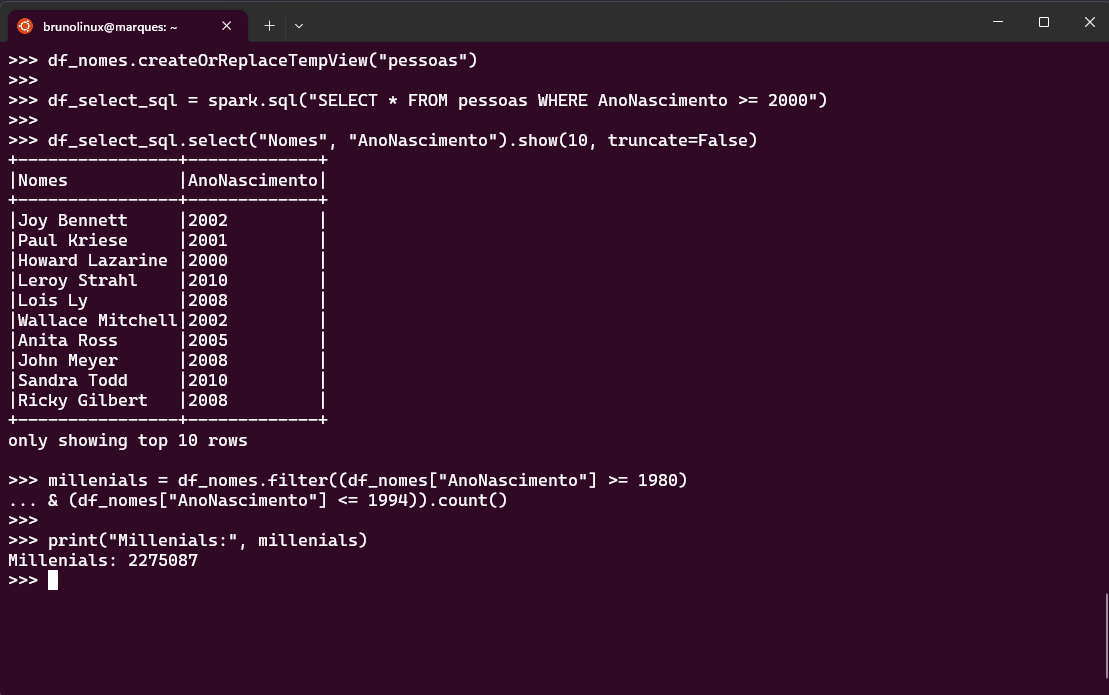 brunolinux@marques: ~
>>> df_nomes.createOrReplaceTempView("pessoas")
>>>
>>> df_select_sql = spark.sql("SELECT * FROM pessoas WHERE AnoNascimento >= 2000")
>>>
>>> df_select_sql.select("Nomes", "AnoNascimento").show(10, truncate=False)
+----------------+-------------+
|Nomes           |AnoNascimento|
+----------------+-------------+
|Joy Bennett     |2002         |
|Paul Kriese     |2001         |
|Howard Lazarine |2000         |
|Leroy Strahl    |2010         |
|Lois Ly         |2008         |
|Wallace Mitchell|2002         |
|Anita Ross      |2005         |
|John Meyer      |2008         |
|Sandra Todd     |2010         |
|Ricky Gilbert   |2008         |
+----------------+-------------+
only showing top 10 rows
>>> millenials = df_nomes.filter((df_nomes["AnoNascimento"] >= 1980)
... & (df_nomes["AnoNascimento"] <= 1994)).count()
>>>
>>> print("Millenials:", millenials)
Millenials: 2275087
>>>